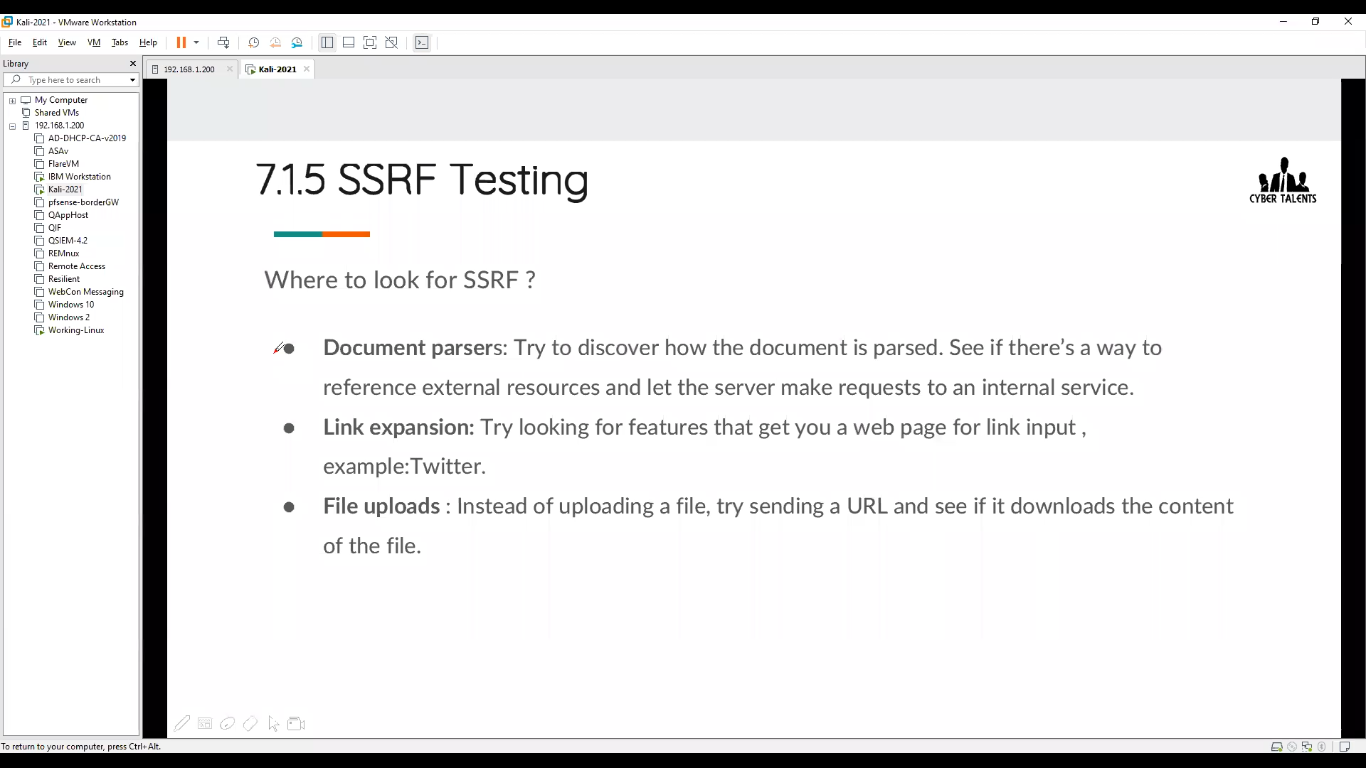 Kali-2021 - VMware Workstation
File Edit View VM Tabs Help
Library
Type here to search
My Computer
Shared VMs
192.168.1.200
AD-DHCP-CA-v2019
ASAv
FlareVM
IBM Workstation
Kali-2021
pfsense-borderGW
QAppHost
QIF
QSIEM-4.2
REMnux
Remote Access
Resilient
WebCon Messaging
Windows 10
Windows 2
Working-Linux
192.168.1.200 Kali-2021
7.1.5 SSRF Testing
CYBER TALENTS
Where to look for SSRF ?
● Document parsers: Try to discover how the document is parsed. See if there's a way to
reference external resources and let the server make requests to an internal service.
● Link expansion: Try looking for features that get you a web page for link input ,
example:Twitter.
● File uploads : Instead of uploading a file, try sending a URL and see if it downloads the content
of the file.
To return to your computer, press Ctrl+Alt.